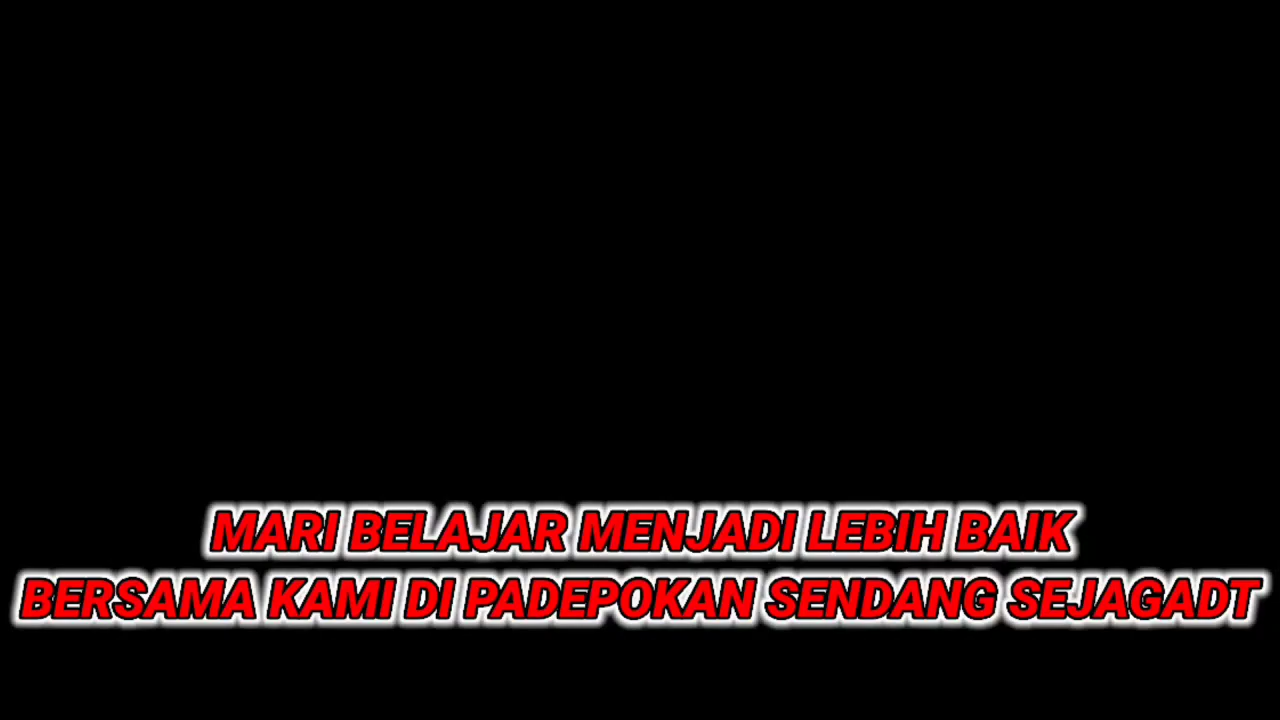 MARI BELAJAR MENJADI LEBIH BAIK
BERSAMA KAMI DI PADEPOKAN SENDANG SEJAGADT